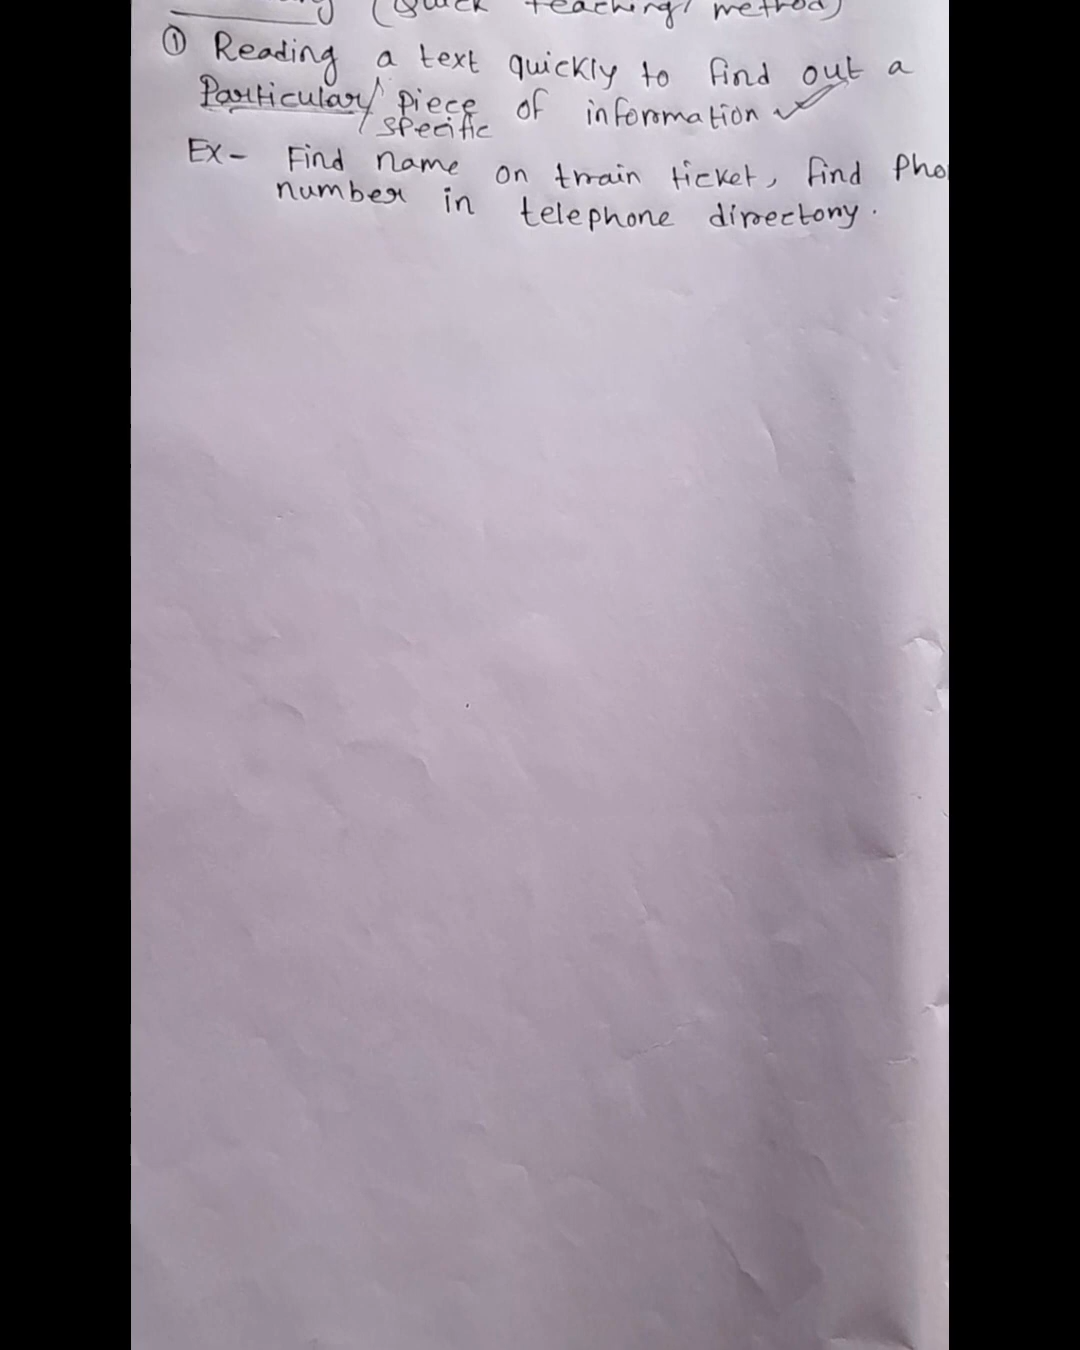 (Quick teaching/ method)
① Reading a text quickly to find out a
Particular/ piece of information ✓
specific
Ex- Find name on train ticket, find Pho
number in telephone directory.